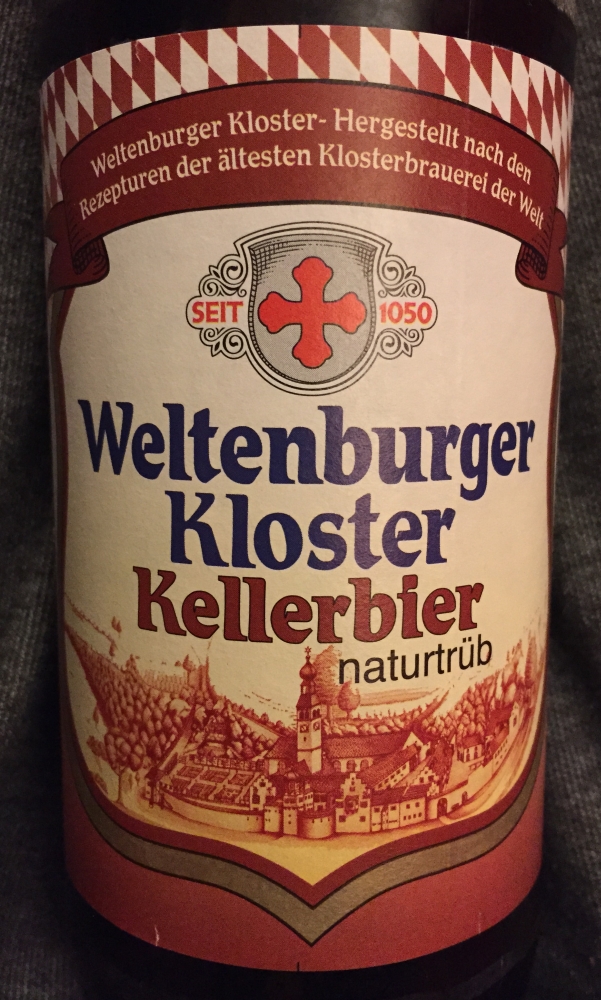 Weltenburger Kloster- Hergestellt nach den
Rezepturen der ältesten Klosterbrauerei der Welt
SEIT 1050
Weltenburger
Kloster
Kellerbier
naturtrüb